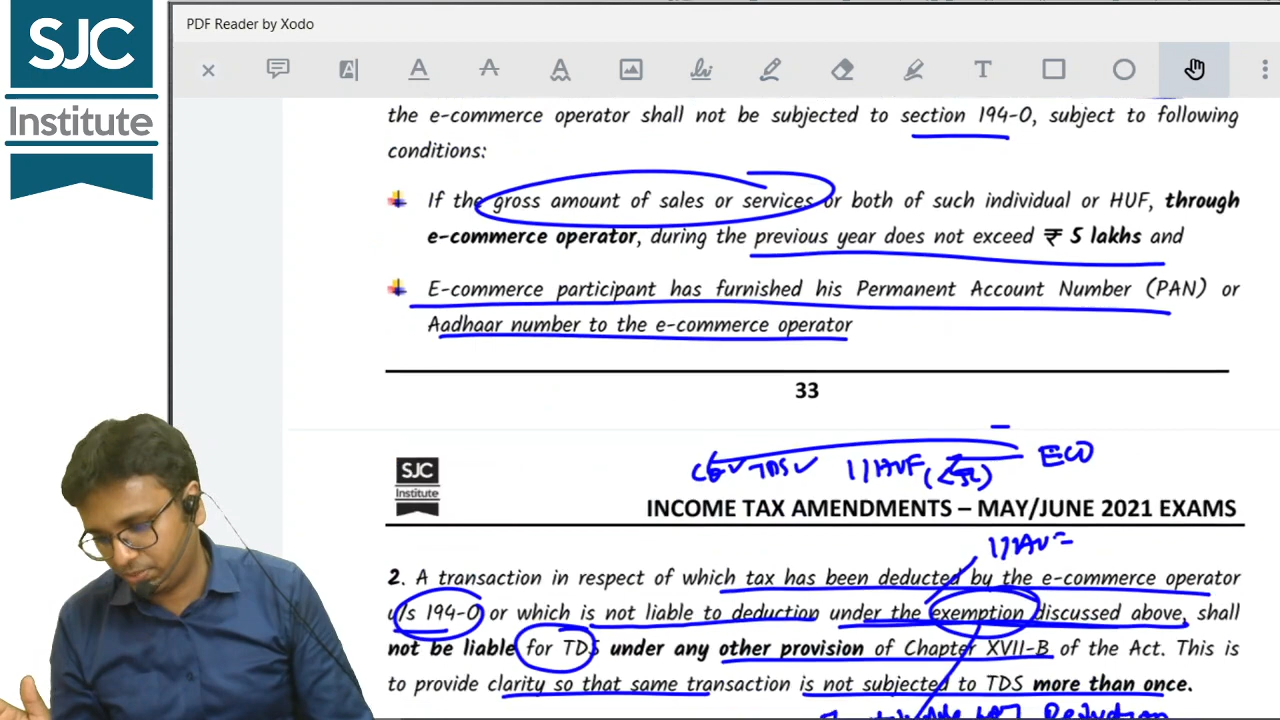 SJC
Institute
PDF Reader by Xodo
the e-commerce operator shall not be subjected to section 194-O, subject to following
conditions:
If the gross amount of sales or services or both of such individual or HUF, through
e-commerce operator, during the previous year does not exceed ₹ 5 lakhs and
E-commerce participant has furnished his Permanent Account Number (PAN) or
Aadhaar number to the e-commerce operator
33
TDS I/HUF ECO
SJC
Institute
INCOME TAX AMENDMENTS – MAY/JUNE 2021 EXAMS
I/HUF
2. A transaction in respect of which tax has been deducted by the e-commerce operator
u/s 194-O or which is not liable to deduction under the exemption discussed above, shall
not be liable for TDS under any other provision of Chapter XVII-B of the Act. This is
to provide clarity so that same transaction is not subjected to TDS more than once.